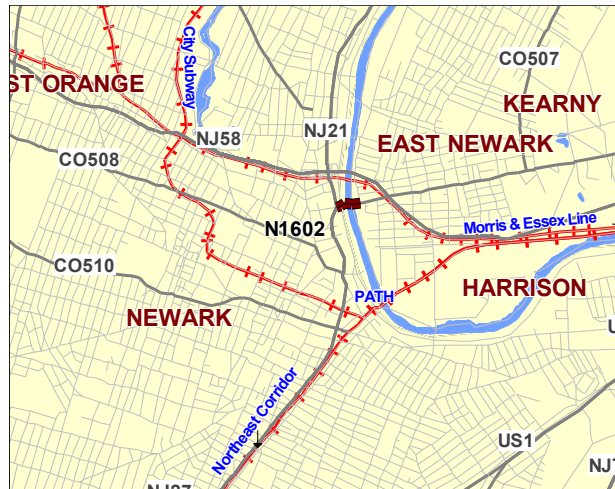 City Subway
CO507
ST ORANGE
KEARNY
NJ58
NJ21
EAST NEWARK
CO508
N1602
Morris & Essex Line
CO510
PATH
HARRISON
NEWARK
Northeast Corridor
US1
NJ27